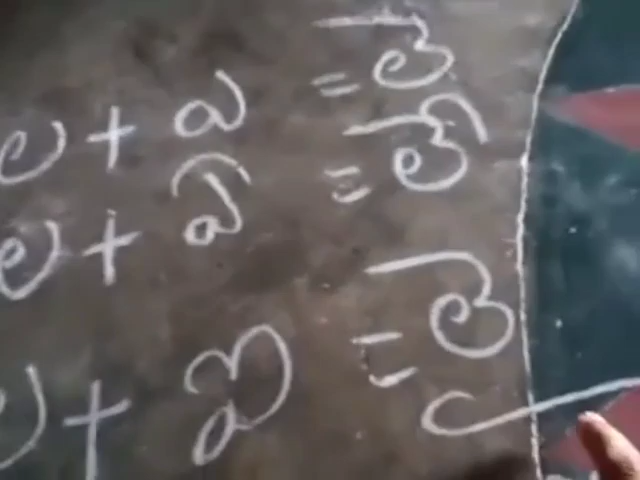 ల + ఎ = లె
ల + ఏ = లే
ల + ఐ = లై